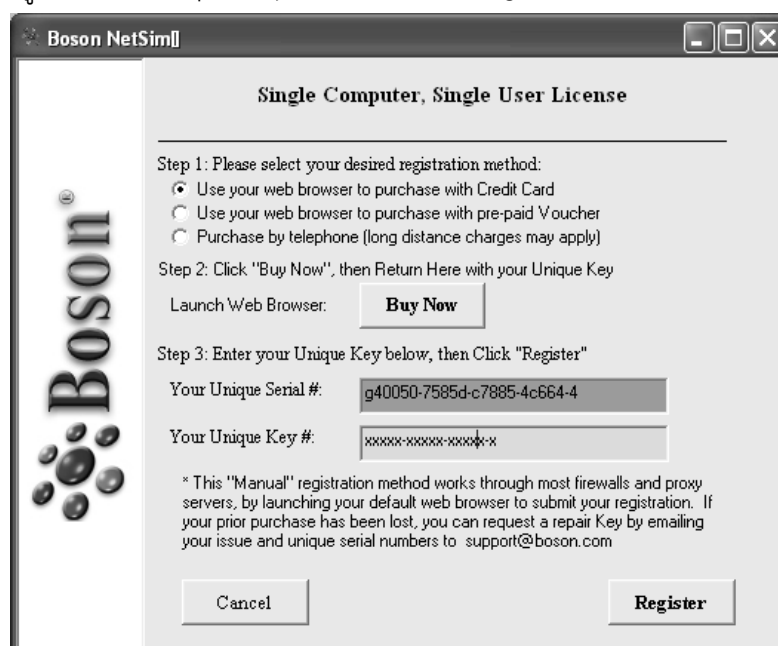 Boson NetSim[]
Single Computer, Single User License
Step 1: Please select your desired registration method:
Use your web browser to purchase with Credit Card
Use your web browser to purchase with pre-paid Voucher
Purchase by telephone (long distance charges may apply)
Step 2: Click "Buy Now", then Return Here with your Unique Key
Launch Web Browser:
Buy Now
Step 3: Enter your Unique Key below, then Click "Register"
Your Unique Serial #:
g40050-7585d-c7885-4c664-4
Your Unique Key #:
xxxxx-xxxxx-xxxxx-x
* This "Manual" registration method works through most firewalls and proxy
servers, by launching your default web browser to submit your registration. If
your prior purchase has been lost, you can request a repair Key by emailing
your issue and unique serial numbers to support@boson.com
Cancel
Register
BOSON®